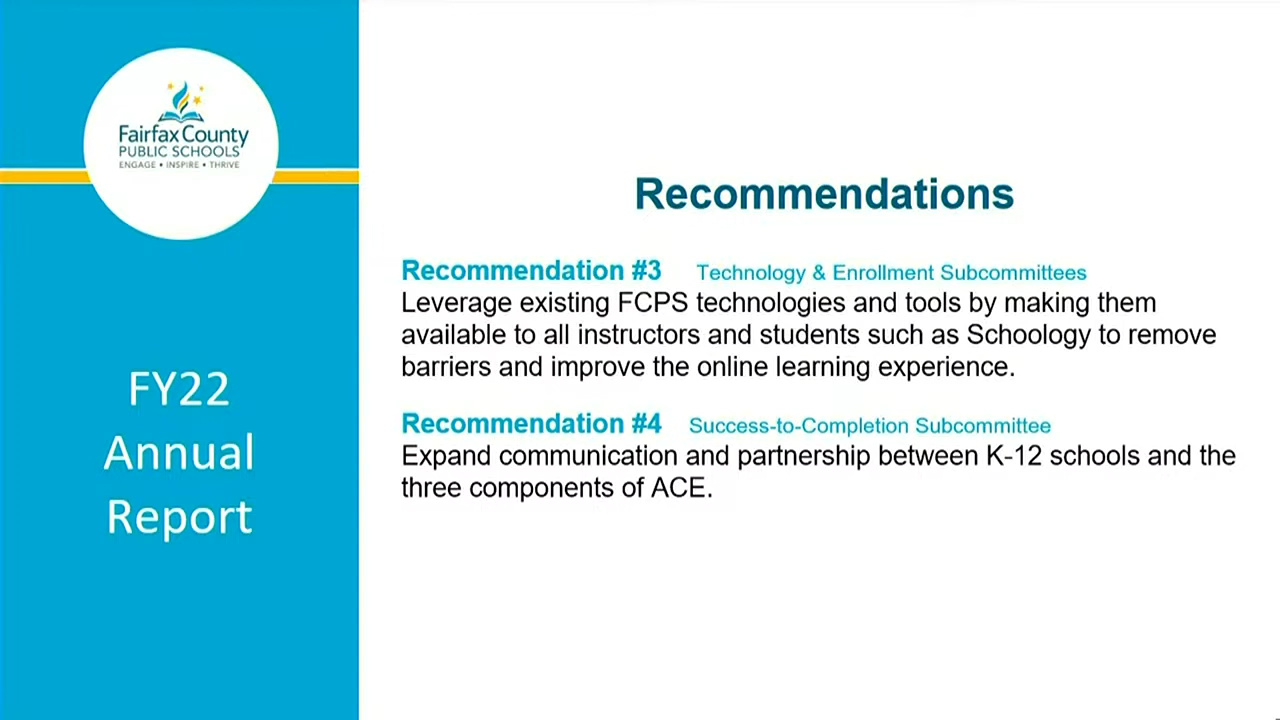 Fairfax County
PUBLIC SCHOOLS
ENGAGE • INSPIRE • THRIVE
FY22
Annual
Report
Recommendations
Recommendation #3 Technology & Enrollment Subcommittees
Leverage existing FCPS technologies and tools by making them
available to all instructors and students such as Schoology to remove
barriers and improve the online learning experience.
Recommendation #4 Success-to-Completion Subcommittee
Expand communication and partnership between K-12 schools and the
three components of ACE.